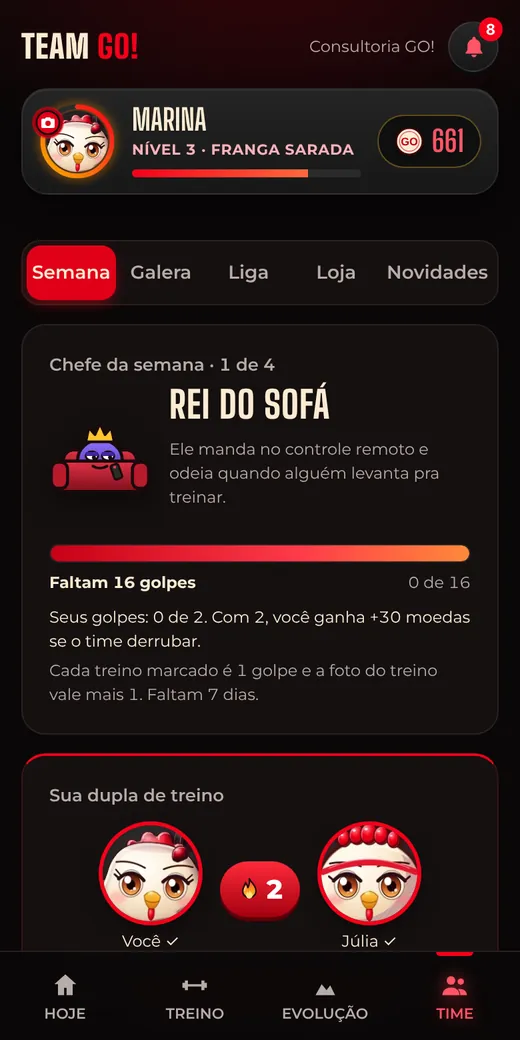 TEAM GO!
Consultoria GO!
8
MARINA
NÍVEL 3 · FRANGA SARADA
GO 661
Semana
Galera
Liga
Loja
Novidades
Chefe da semana · 1 de 4
REI DO SOFÁ
Ele manda no controle remoto e
odeia quando alguém levanta pra
treinar.
Faltam 16 golpes
0 de 16
Seus golpes: 0 de 2. Com 2, você ganha +30 moedas
se o time derrubar.
Cada treino marcado é 1 golpe e a foto do treino
vale mais 1. Faltam 7 dias.
Sua dupla de treino
2
Você ✓
Júlia ✓
HOJE
TREINO
EVOLUÇÃO
TIME